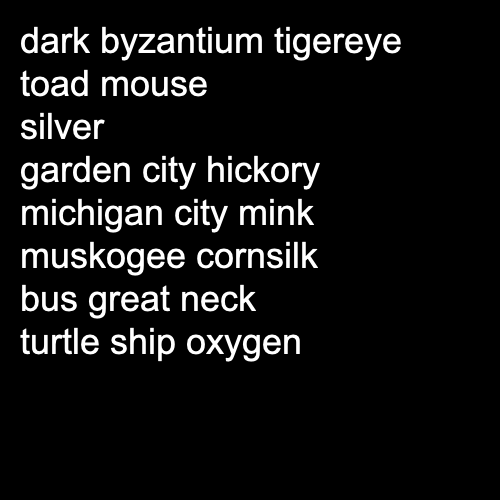 dark byzantium tigereye
toad mouse
silver
garden city hickory
michigan city mink
muskogee cornsilk
bus great neck
turtle ship oxygen